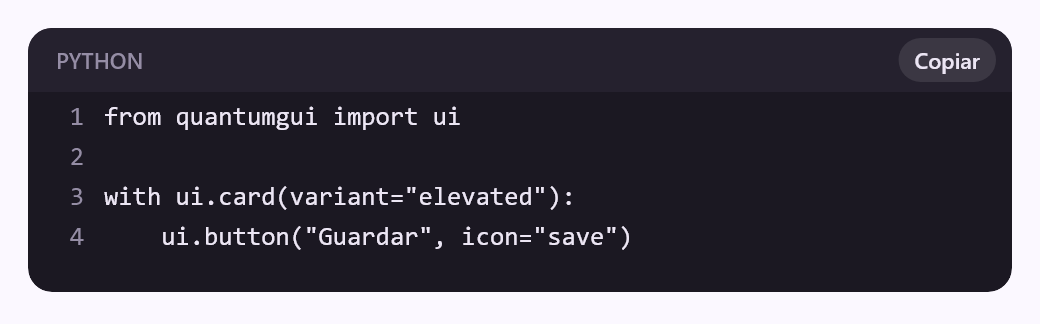 PYTHON
Copiar
1 from quantumgui import ui
2
3 with ui.card(variant="elevated"):
4     ui.button("Guardar", icon="save")